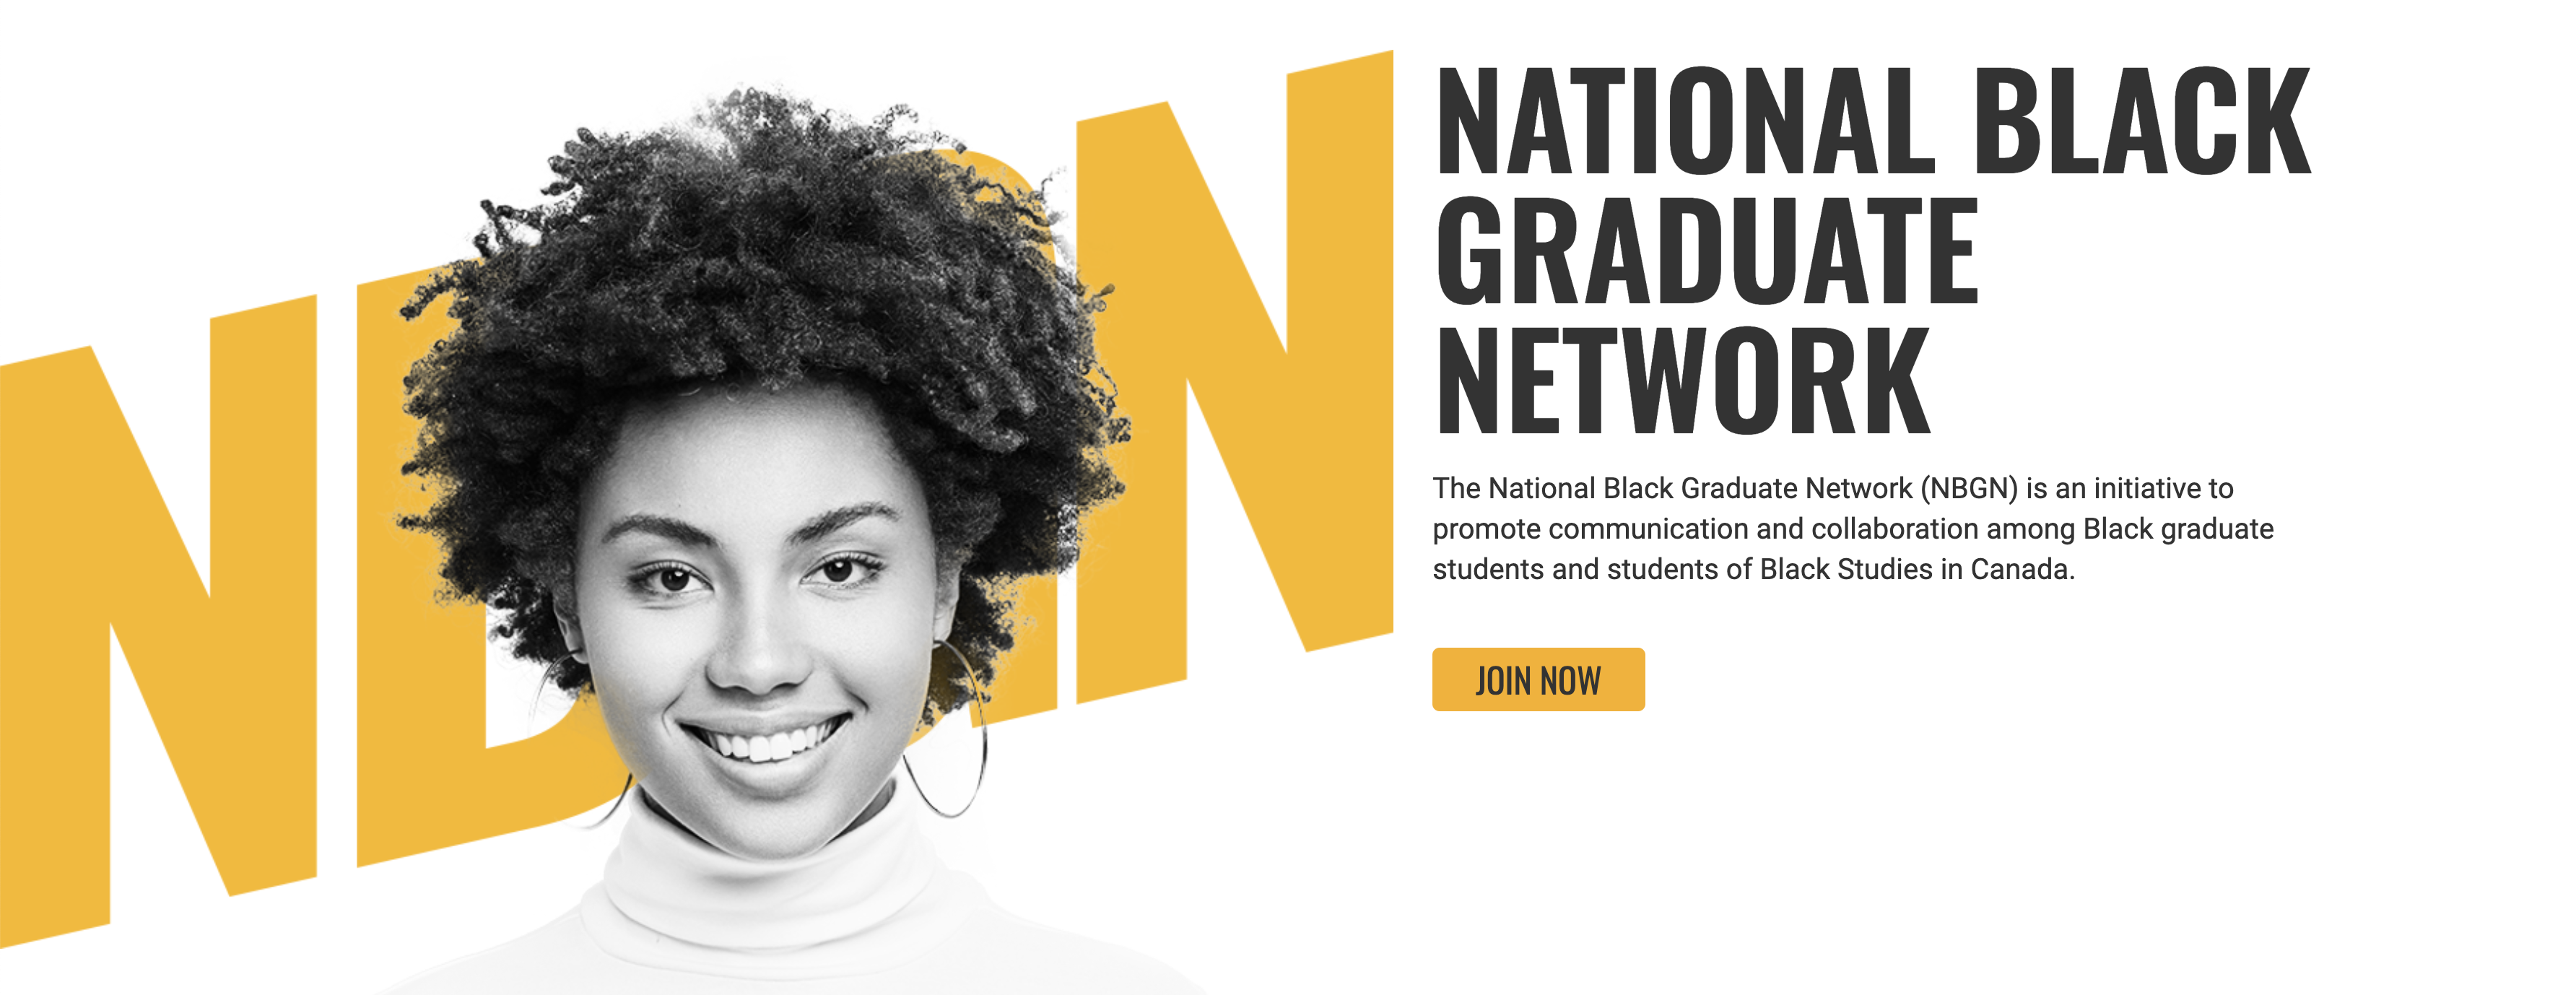 NBGN
NATIONAL BLACK
GRADUATE
NETWORK
The National Black Graduate Network (NBGN) is an initiative to
promote communication and collaboration among Black graduate
students and students of Black Studies in Canada.
JOIN NOW